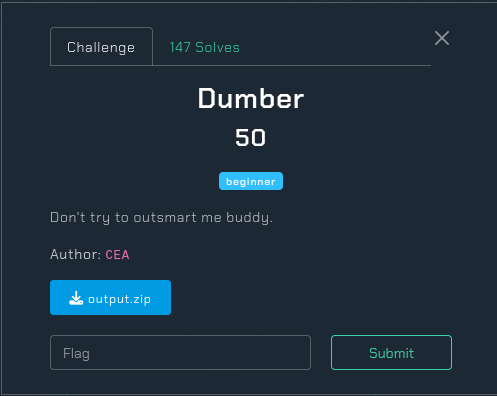 Challenge
147 Solves
Dumber
50
beginner
Don't try to outsmart me buddy.
Author: CEA
output.zip
Flag
Submit